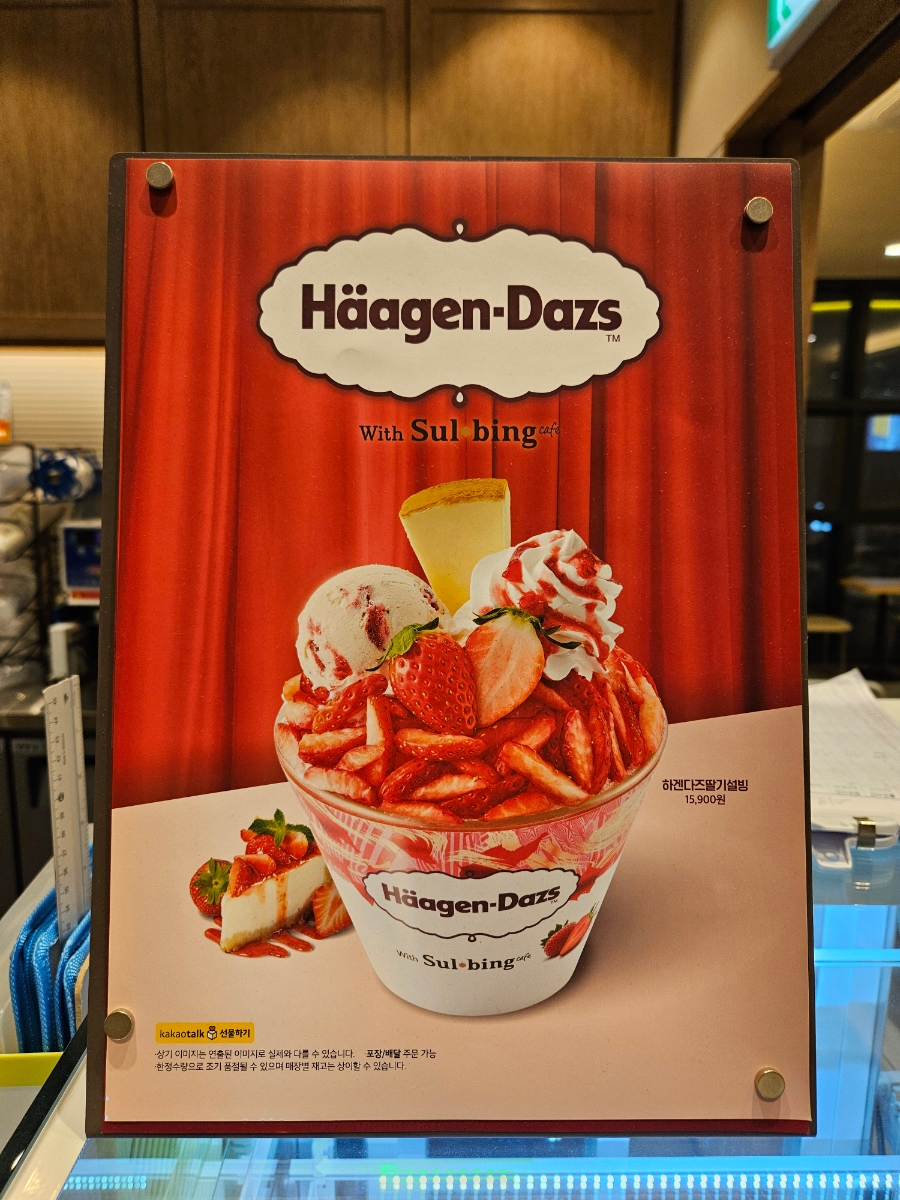 Häagen-Dazs
TM
With Sul·bing cafe
하겐다즈딸기설빙
15,900원
Häagen-Dazs
TM
With Sul·bing cafe
kakaotalk 선물하기
·상기 이미지는 연출된 이미지로 실제와 다를 수 있습니다. 포장/배달 주문 가능
·한정수량으로 조기 품절될 수 있으며 매장별 재고는 상이할 수 있습니다.